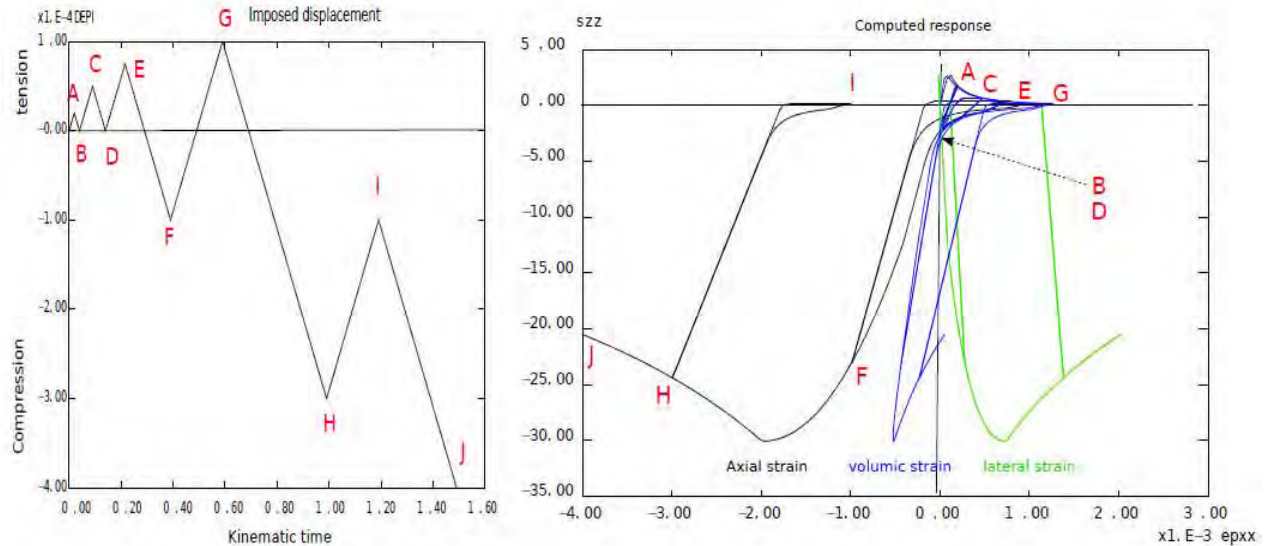 x1.E-4 DEPI
Imposed displacement
G
1.00
C
E
A
tension
-0.00
B
D
I
-1.00
F
-2.00
Compression
-3.00
H
J
-4.00
0.00 0.20 0.40 0.60 0.80 1.00 1.20 1.40 1.60
Kinematic time
szz
Computed response
5.00
I
A
C
E
G
0.00
-5.00
B
D
-10.00
-15.00
-20.00
J
F
H
-25.00
-30.00
Axial strain
volumic strain
lateral strain
-35.00
-4.00 -3.00 -2.00 -1.00 0.00 1.00 2.00 3.00
x1.E-3 epxx